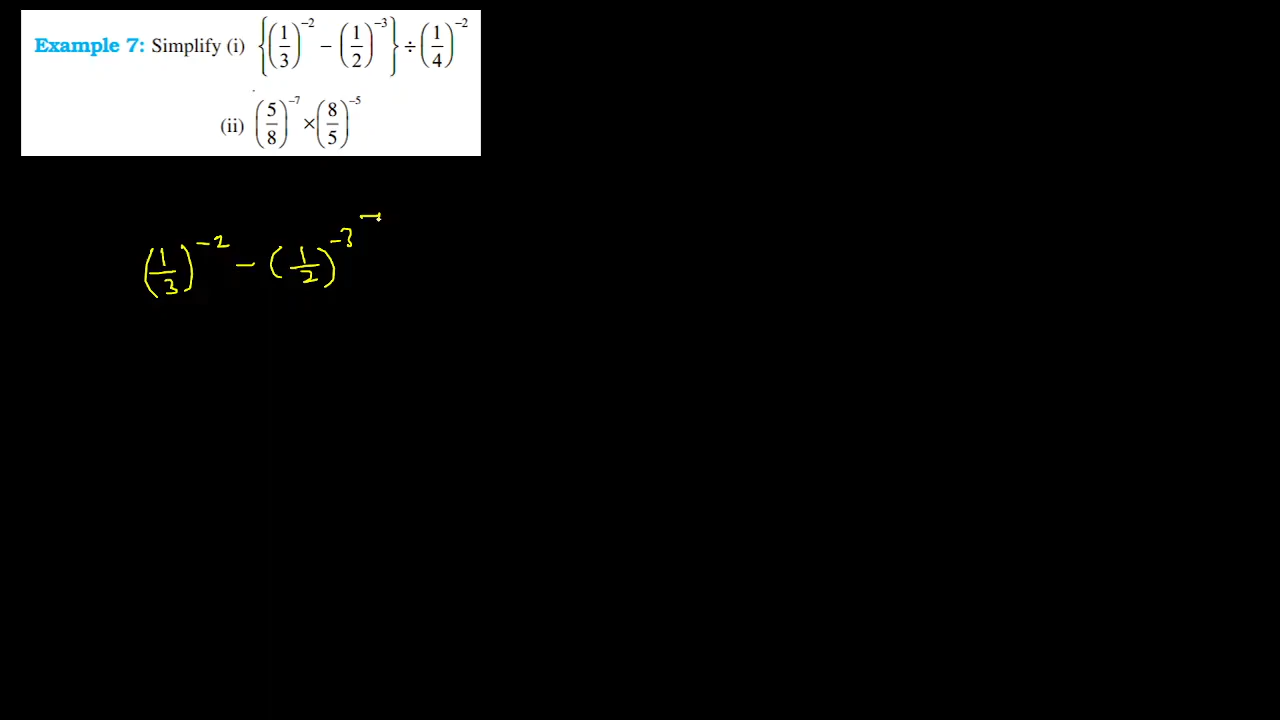 Example 7: Simplify (i) {(1/3)⁻² − (1/2)⁻³} ÷ (1/4)⁻²
(ii) (5/8)⁻⁷ × (8/5)⁻⁵
(1/3)⁻² − (1/2)⁻³